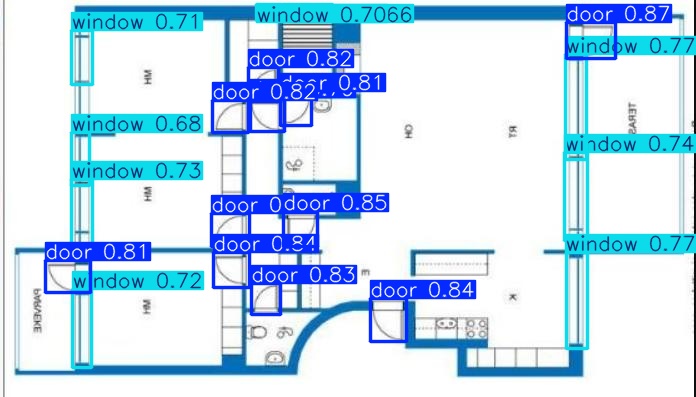 window 0.71
window 0.7066
door 0.87
window 0.77
door 0.82
door 0.82
door 0.81
MH
window 0.68
OH
RT
window 0.74
window 0.73
MH
door 0.85
door 0.84
window 0.77
door 0.81
window 0.72
door 0.83
door 0.84
PARVEKE
MH
E
K